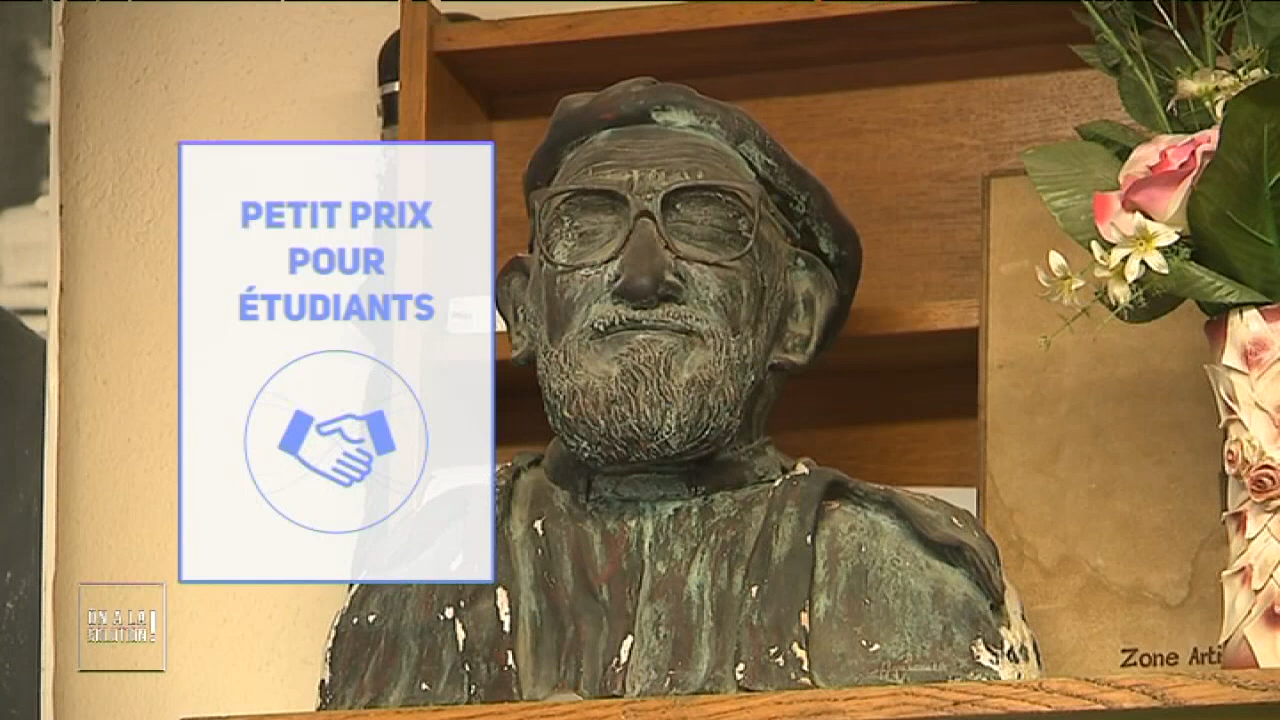 PETIT PRIX
POUR
ÉTUDIANTS
ON A LA
SOLUTION!
Zone Arti